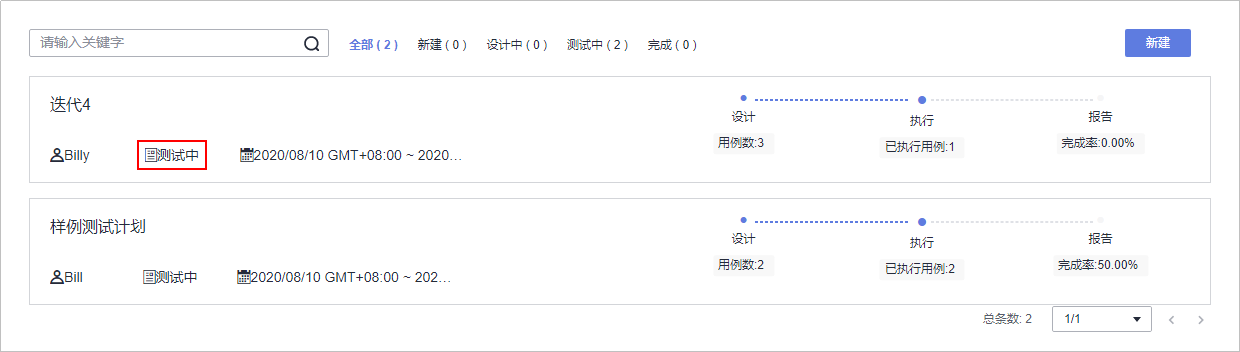 请输入关键字
全部 ( 2 ) 新建 ( 0 ) 设计中 ( 0 ) 测试中 ( 2 ) 完成 ( 0 )
新建
迭代4
Billy 测试中 2020/08/10 GMT+08:00 ~ 2020…
设计 执行 报告
用例数:3 已执行用例:1 完成率:0.00%
样例测试计划
Bill 测试中 2020/08/10 GMT+08:00 ~ 202…
设计 执行 报告
用例数:2 已执行用例:2 完成率:50.00%
总条数: 2 1/1